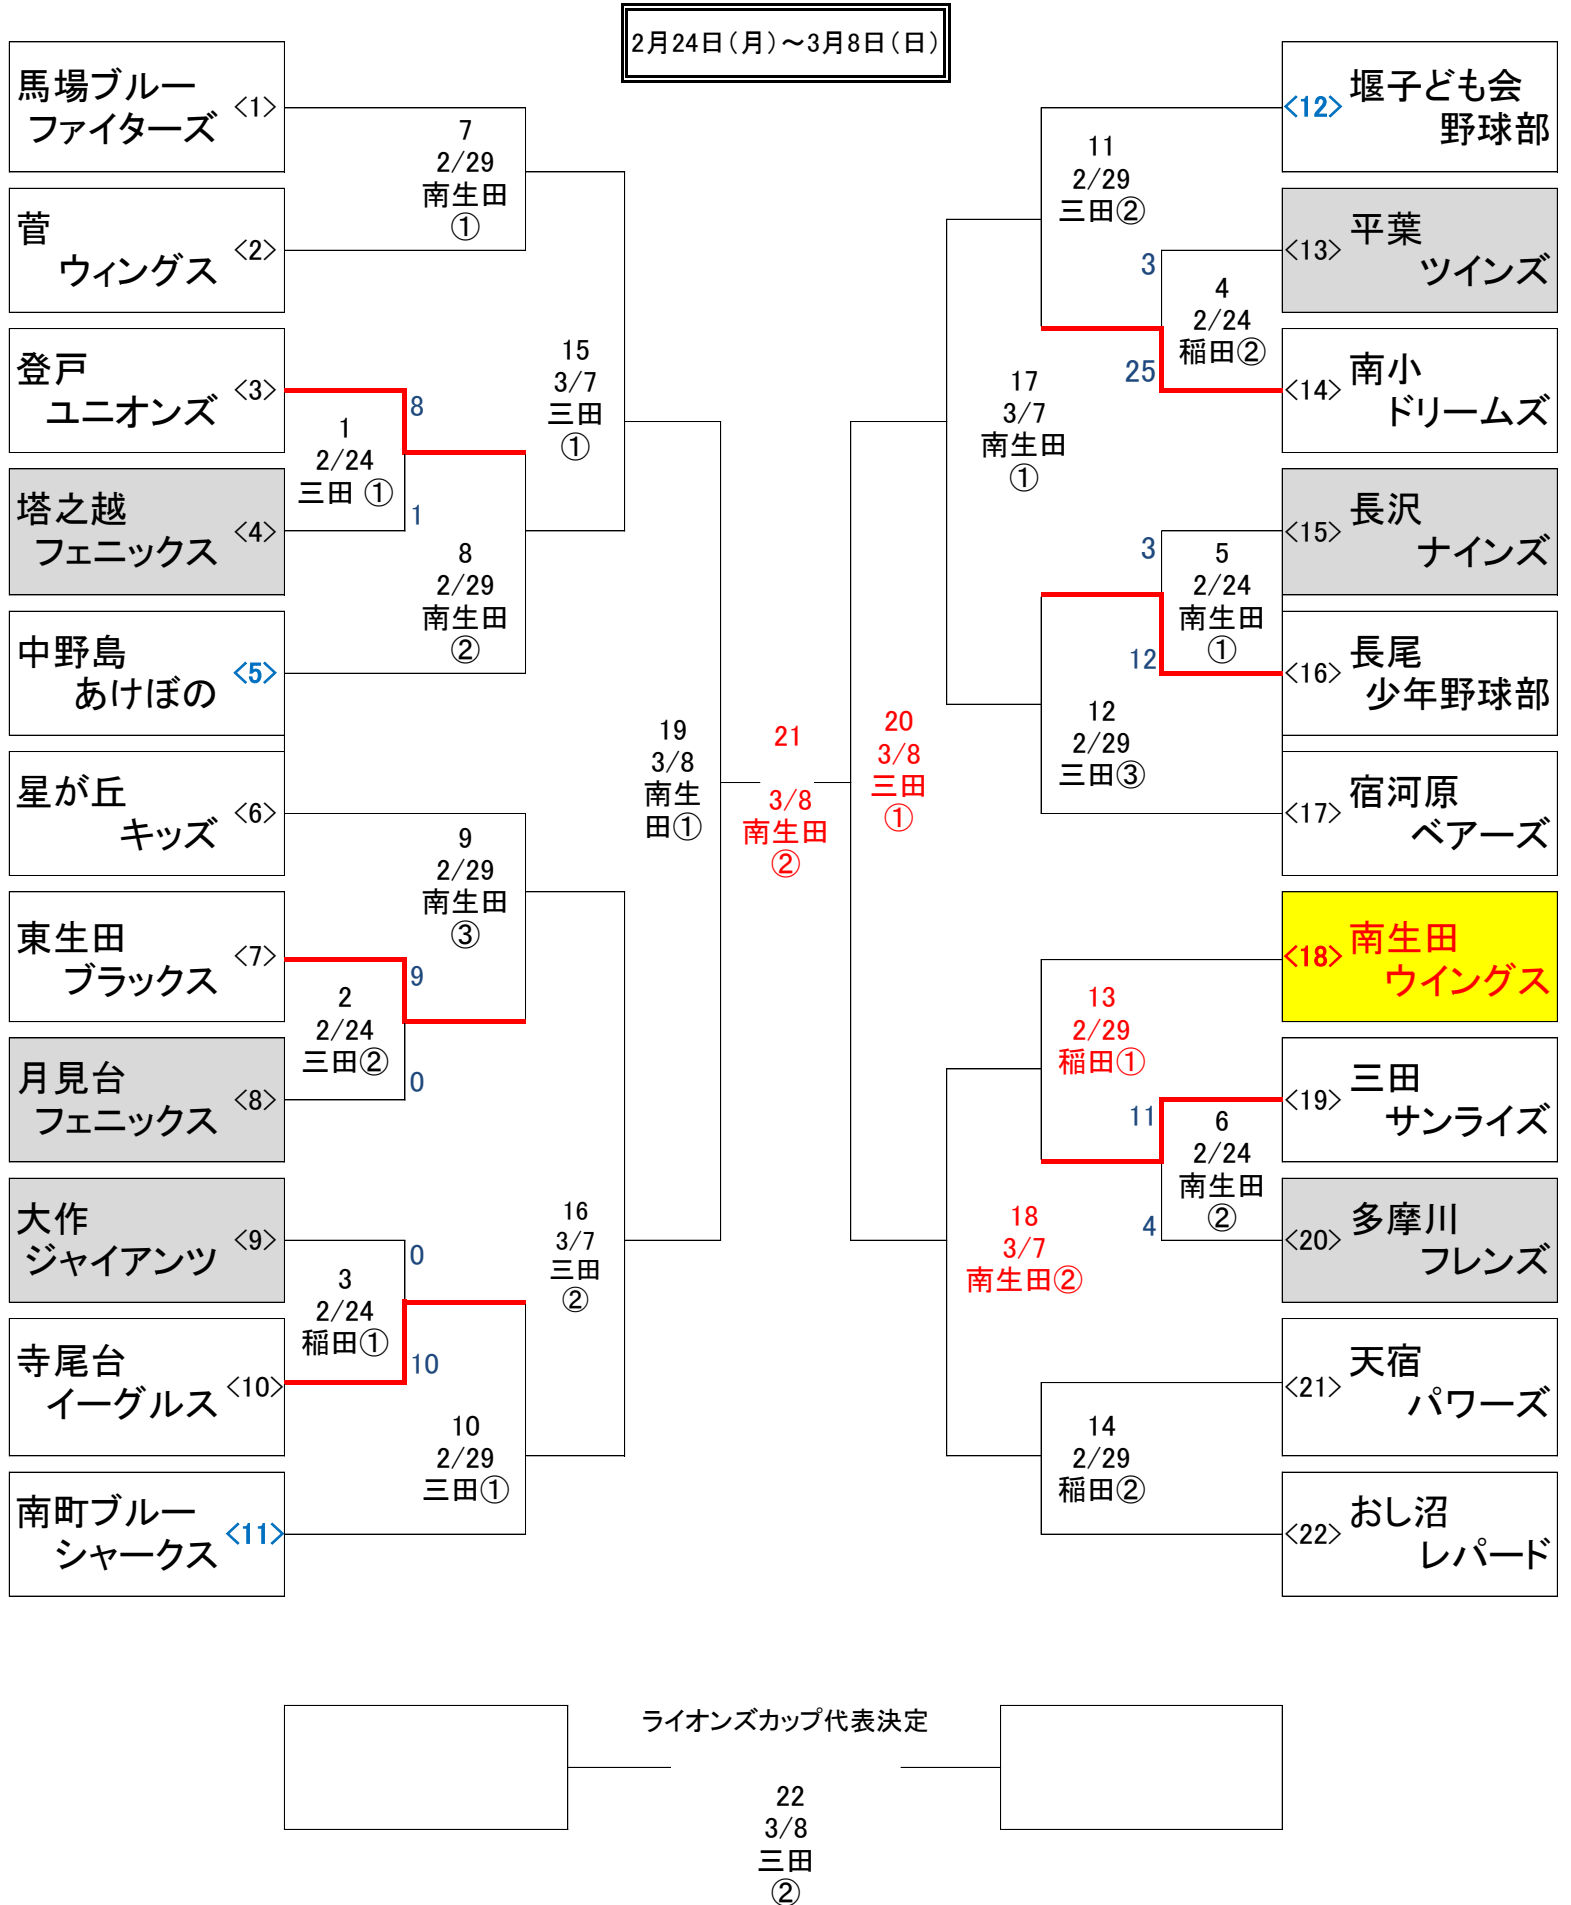 2月24日(月)～3月8日(日)
馬場ブルー
ファイターズ
<1>
菅
ウィングス
<2>
登戸
ユニオンズ
<3>
塔之越
フェニックス
<4>
中野島
あけぼの
<5>
星が丘
キッズ
<6>
東生田
ブラックス
<7>
月見台
フェニックス
<8>
大作
ジャイアンツ
<9>
寺尾台
イーグルス
<10>
南町ブルー
シャークス
<11>
1
2/24
三田 ①
8
1
2
2/24
三田②
9
0
3
2/24
稲田①
0
10
7
2/29
南生田
①
8
2/29
南生田
②
9
2/29
南生田
③
10
2/29
三田①
15
3/7
三田
①
16
3/7
三田
②
19
3/8
南生
田①
21
3/8
南生田
②
20
3/8
三田
①
17
3/7
南生田
①
18
3/7
南生田②
11
2/29
三田②
12
2/29
三田③
13
2/29
稲田①
14
2/29
稲田②
3
25
4
2/24
稲田②
3
12
5
2/24
南生田
①
11
4
6
2/24
南生田
②
<12>
堰子ども会
野球部
<13>
平葉
ツインズ
<14>
南小
ドリームズ
<15>
長沢
ナインズ
<16>
長尾
少年野球部
<17>
宿河原
ベアーズ
<18>
南生田
ウイングス
<19>
三田
サンライズ
<20>
多摩川
フレンズ
<21>
天宿
パワーズ
<22>
おし沼
レパード
ライオンズカップ代表決定
22
3/8
三田
②